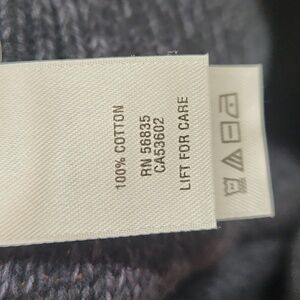 100% COTTON
RN 56835
CA53602
LIFT FOR CARE